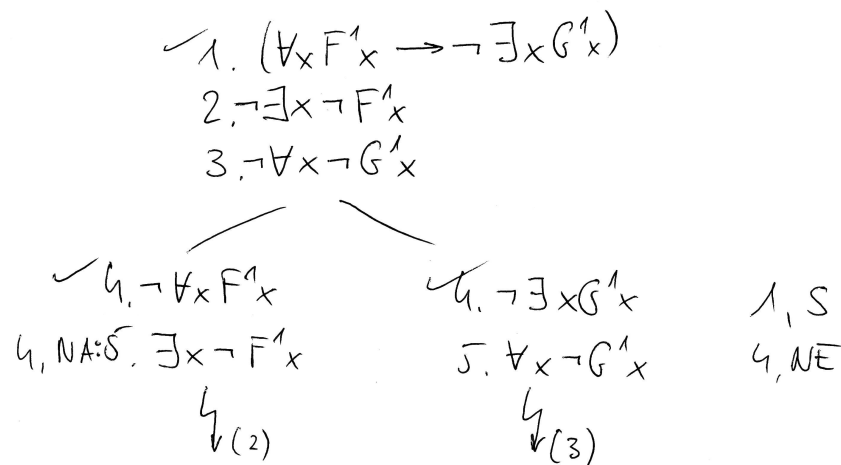 ✓ 1. (∀x F¹x → ¬∃x G¹x)
2. ¬∃x¬F¹x
3. ¬∀x¬G¹x
✓ 4. ¬∀x F¹x ✓ 4. ¬∃x G¹x 1, S
4, NA: 5. ∃x¬F¹x 5. ∀x¬G¹x 4, NE
↯ (2) ↯ (3)